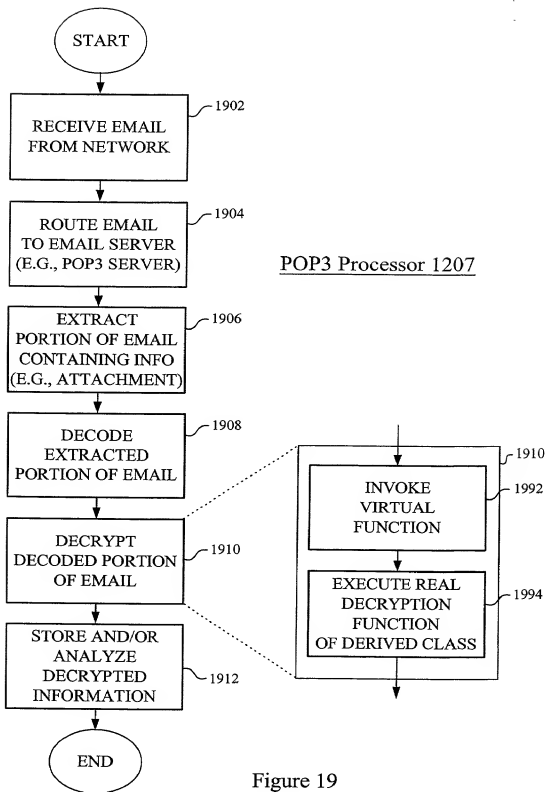 START
1902
RECEIVE EMAIL
FROM NETWORK
1904
ROUTE EMAIL
TO EMAIL SERVER
(E.G., POP3 SERVER)
POP3 Processor 1207
1906
EXTRACT
PORTION OF EMAIL
CONTAINING INFO
(E.G., ATTACHMENT)
1908
DECODE
EXTRACTED
PORTION OF EMAIL
1910
DECRYPT
DECODED PORTION
OF EMAIL
1910
INVOKE
VIRTUAL
FUNCTION
1992
EXECUTE REAL
DECRYPTION
FUNCTION
OF DERIVED CLASS
1994
STORE AND/OR
ANALYZE
DECRYPTED
INFORMATION
1912
END
Figure 19